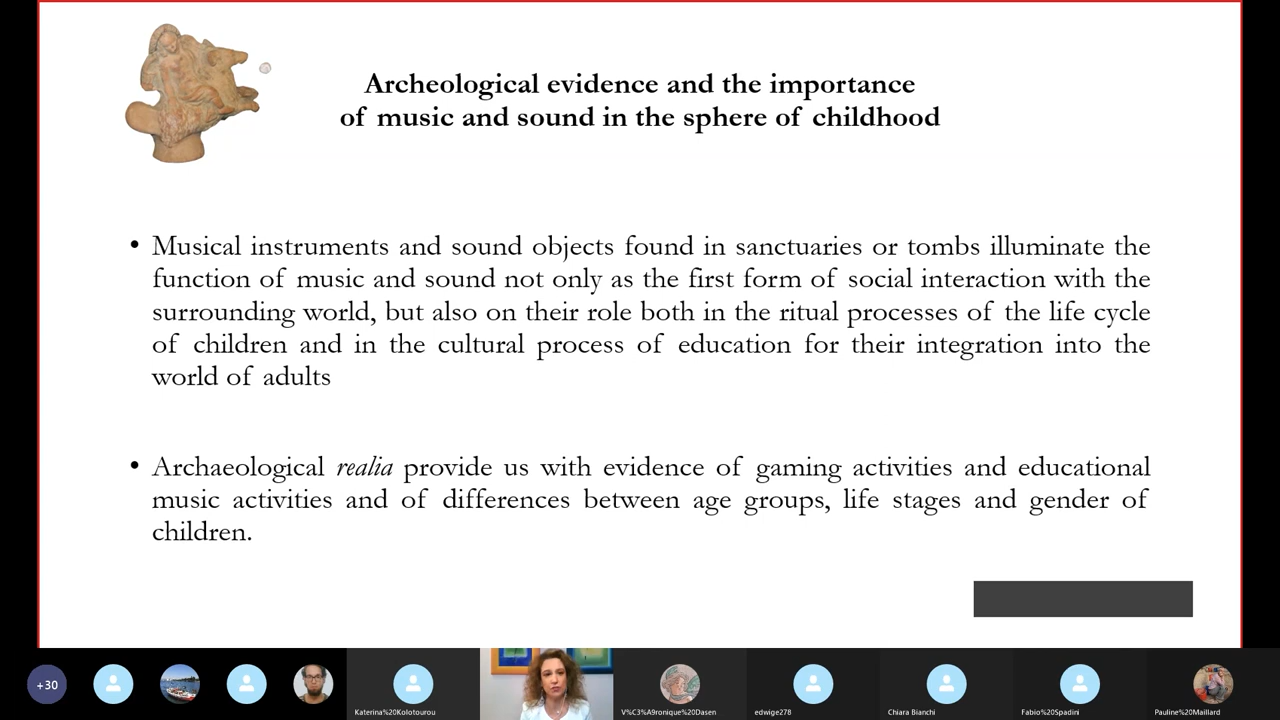 Archeological evidence and the importance
of music and sound in the sphere of childhood
• Musical instruments and sound objects found in sanctuaries or tombs illuminate the
function of music and sound not only as the first form of social interaction with the
surrounding world, but also on their role both in the ritual processes of the life cycle
of children and in the cultural process of education for their integration into the
world of adults
• Archaeological realia provide us with evidence of gaming activities and educational
music activities and of differences between age groups, life stages and gender of
children.
+30
Katerina%20Kolotourou
V%C3%A9ronique%20Dasen
edwige278
Chiara Bianchi
Fabio%20Spadini
Pauline%20Maillard